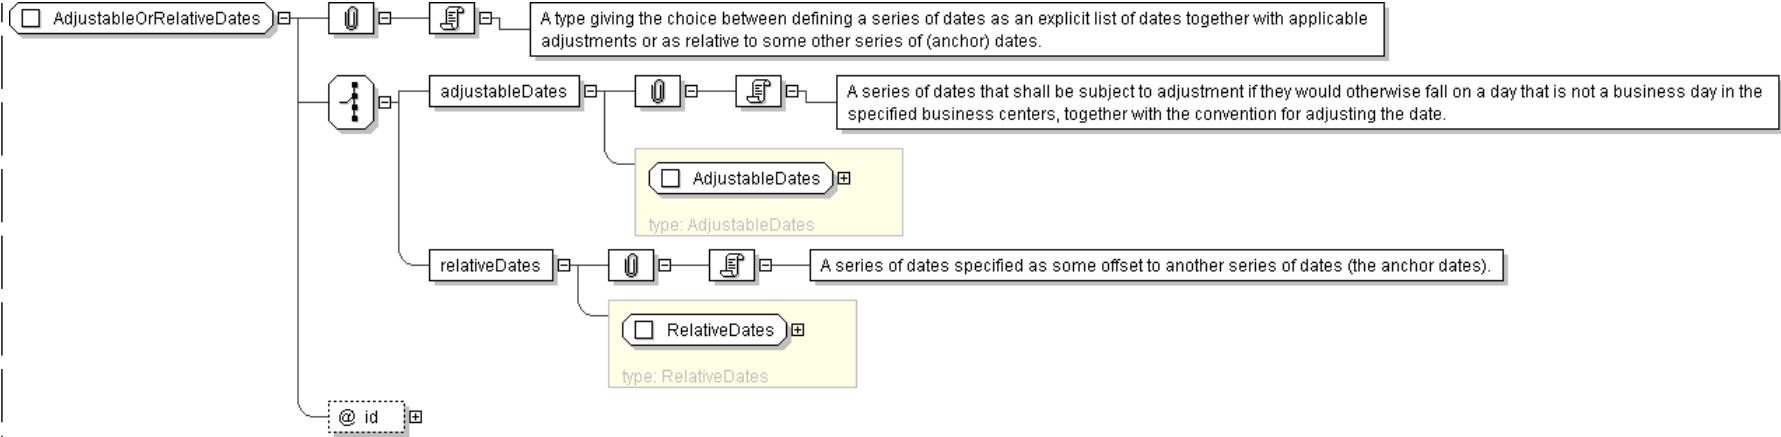 AdjustableOrRelativeDates
A type giving the choice between defining a series of dates as an explicit list of dates together with applicable
adjustments or as relative to some other series of (anchor) dates.
adjustableDates
A series of dates that shall be subject to adjustment if they would otherwise fall on a day that is not a business day in the
specified business centers, together with the convention for adjusting the date.
AdjustableDates
type: AdjustableDates
relativeDates
A series of dates specified as some offset to another series of dates (the anchor dates).
RelativeDates
type: RelativeDates
@ id